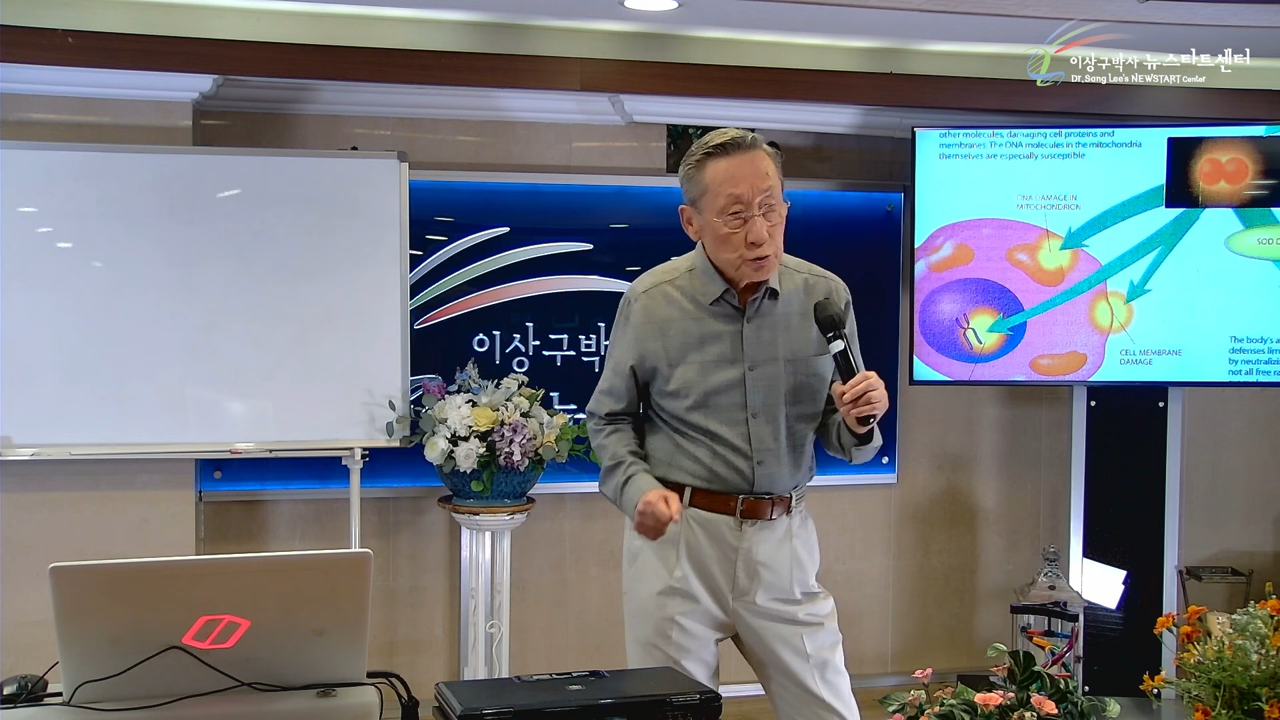 이상구박사 뉴스타트센터
Dr. Sang Lee's NEWSTART Center
other molecules, damaging cell proteins and
membranes. The DNA molecules in the mitochondria
themselves are especially susceptible
DNA DAMAGE IN
MITOCHONDRION
SOD D
이상구박
CELL MEMBRANE
DAMAGE
The body's a
defenses lim
by neutralizi
not all free ra